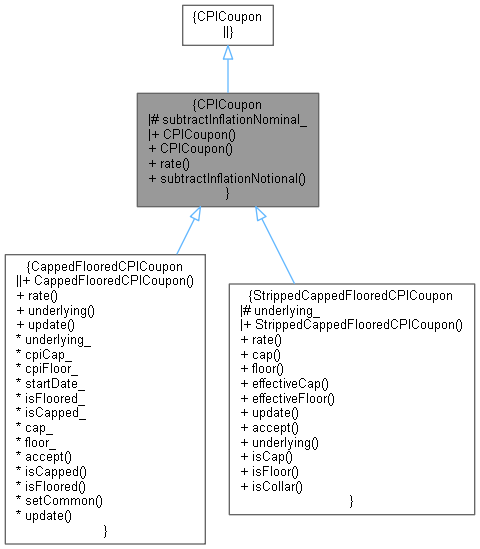 {CPICoupon
||}
{CPICoupon
|# subtractInflationNominal_
|+ CPICoupon()
+ CPICoupon()
+ rate()
+ subtractInflationNotional()
}
{CappedFlooredCPICoupon
||+ CappedFlooredCPICoupon()
+ rate()
+ underlying()
+ update()
* underlying_
* cpiCap_
* cpiFloor_
* startDate_
* isFloored_
* isCapped_
* cap_
* floor_
* accept()
* isCapped()
* isFloored()
* setCommon()
* update()
}
{StrippedCappedFlooredCPICoupon
|# underlying_
|+ StrippedCappedFlooredCPICoupon()
+ rate()
+ cap()
+ floor()
+ effectiveCap()
+ effectiveFloor()
+ update()
+ accept()
+ underlying()
+ isCap()
+ isFloor()
+ isCollar()
}